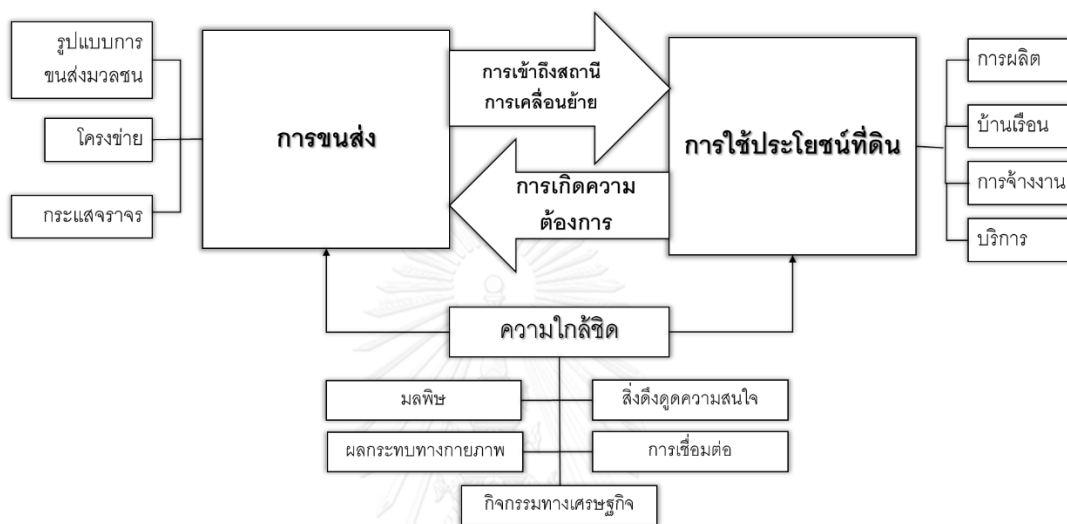 รูปแบบการ
ขนส่งมวลชน
โครงข่าย
กระแสจราจร
การขนส่ง
การเข้าถึงสถานี
การเคลื่อนย้าย
การเกิดความ
ต้องการ
การใช้ประโยชน์ที่ดิน
การผลิต
บ้านเรือน
การจ้างงาน
บริการ
ความใกล้ชิด
มลพิษ
สิ่งดึงดูดความสนใจ
ผลกระทบทางกายภาพ
การเชื่อมต่อ
กิจกรรมทางเศรษฐกิจ